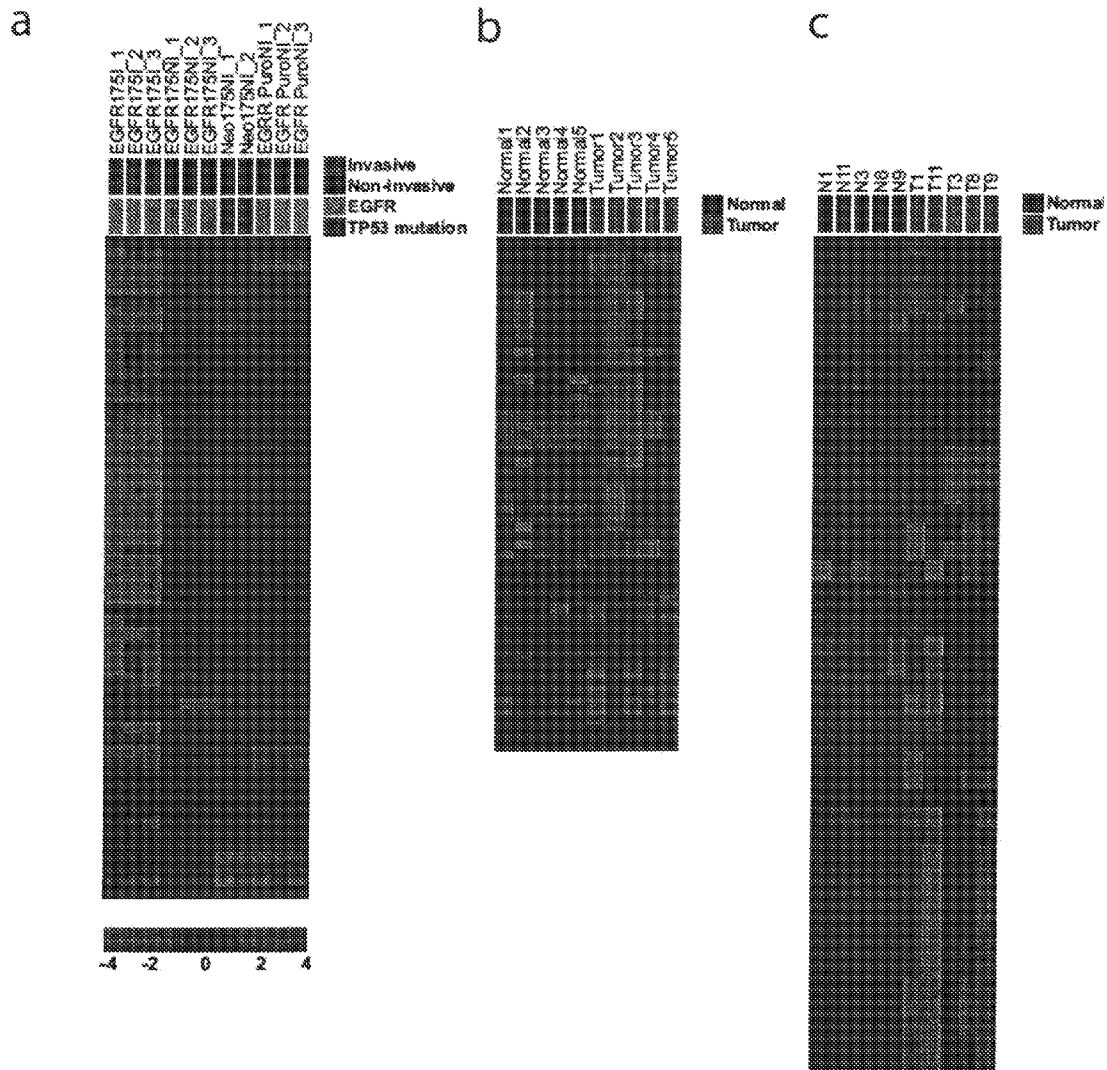 a
EGFR175I_1
EGFR175I_2
EGFR175I_3
EGFR175NI_1
EGFR175NI_2
EGFR175NI_3
Neo175NI_1
Neo175NI_2
EGRR PuroNI_1
EGFR PuroNI_2
EGFR PuroNI_3
Invasive
Non-Invasive
EGFR
TP53 mutation
-4 -2 0 2 4
b
Normal1
Normal2
Normal3
Normal4
Normal5
Tumor1
Tumor2
Tumor3
Tumor4
Tumor5
Normal
Tumor
c
N1
N11
N3
N8
N9
T1
T11
T3
T8
T9
Normal
Tumor